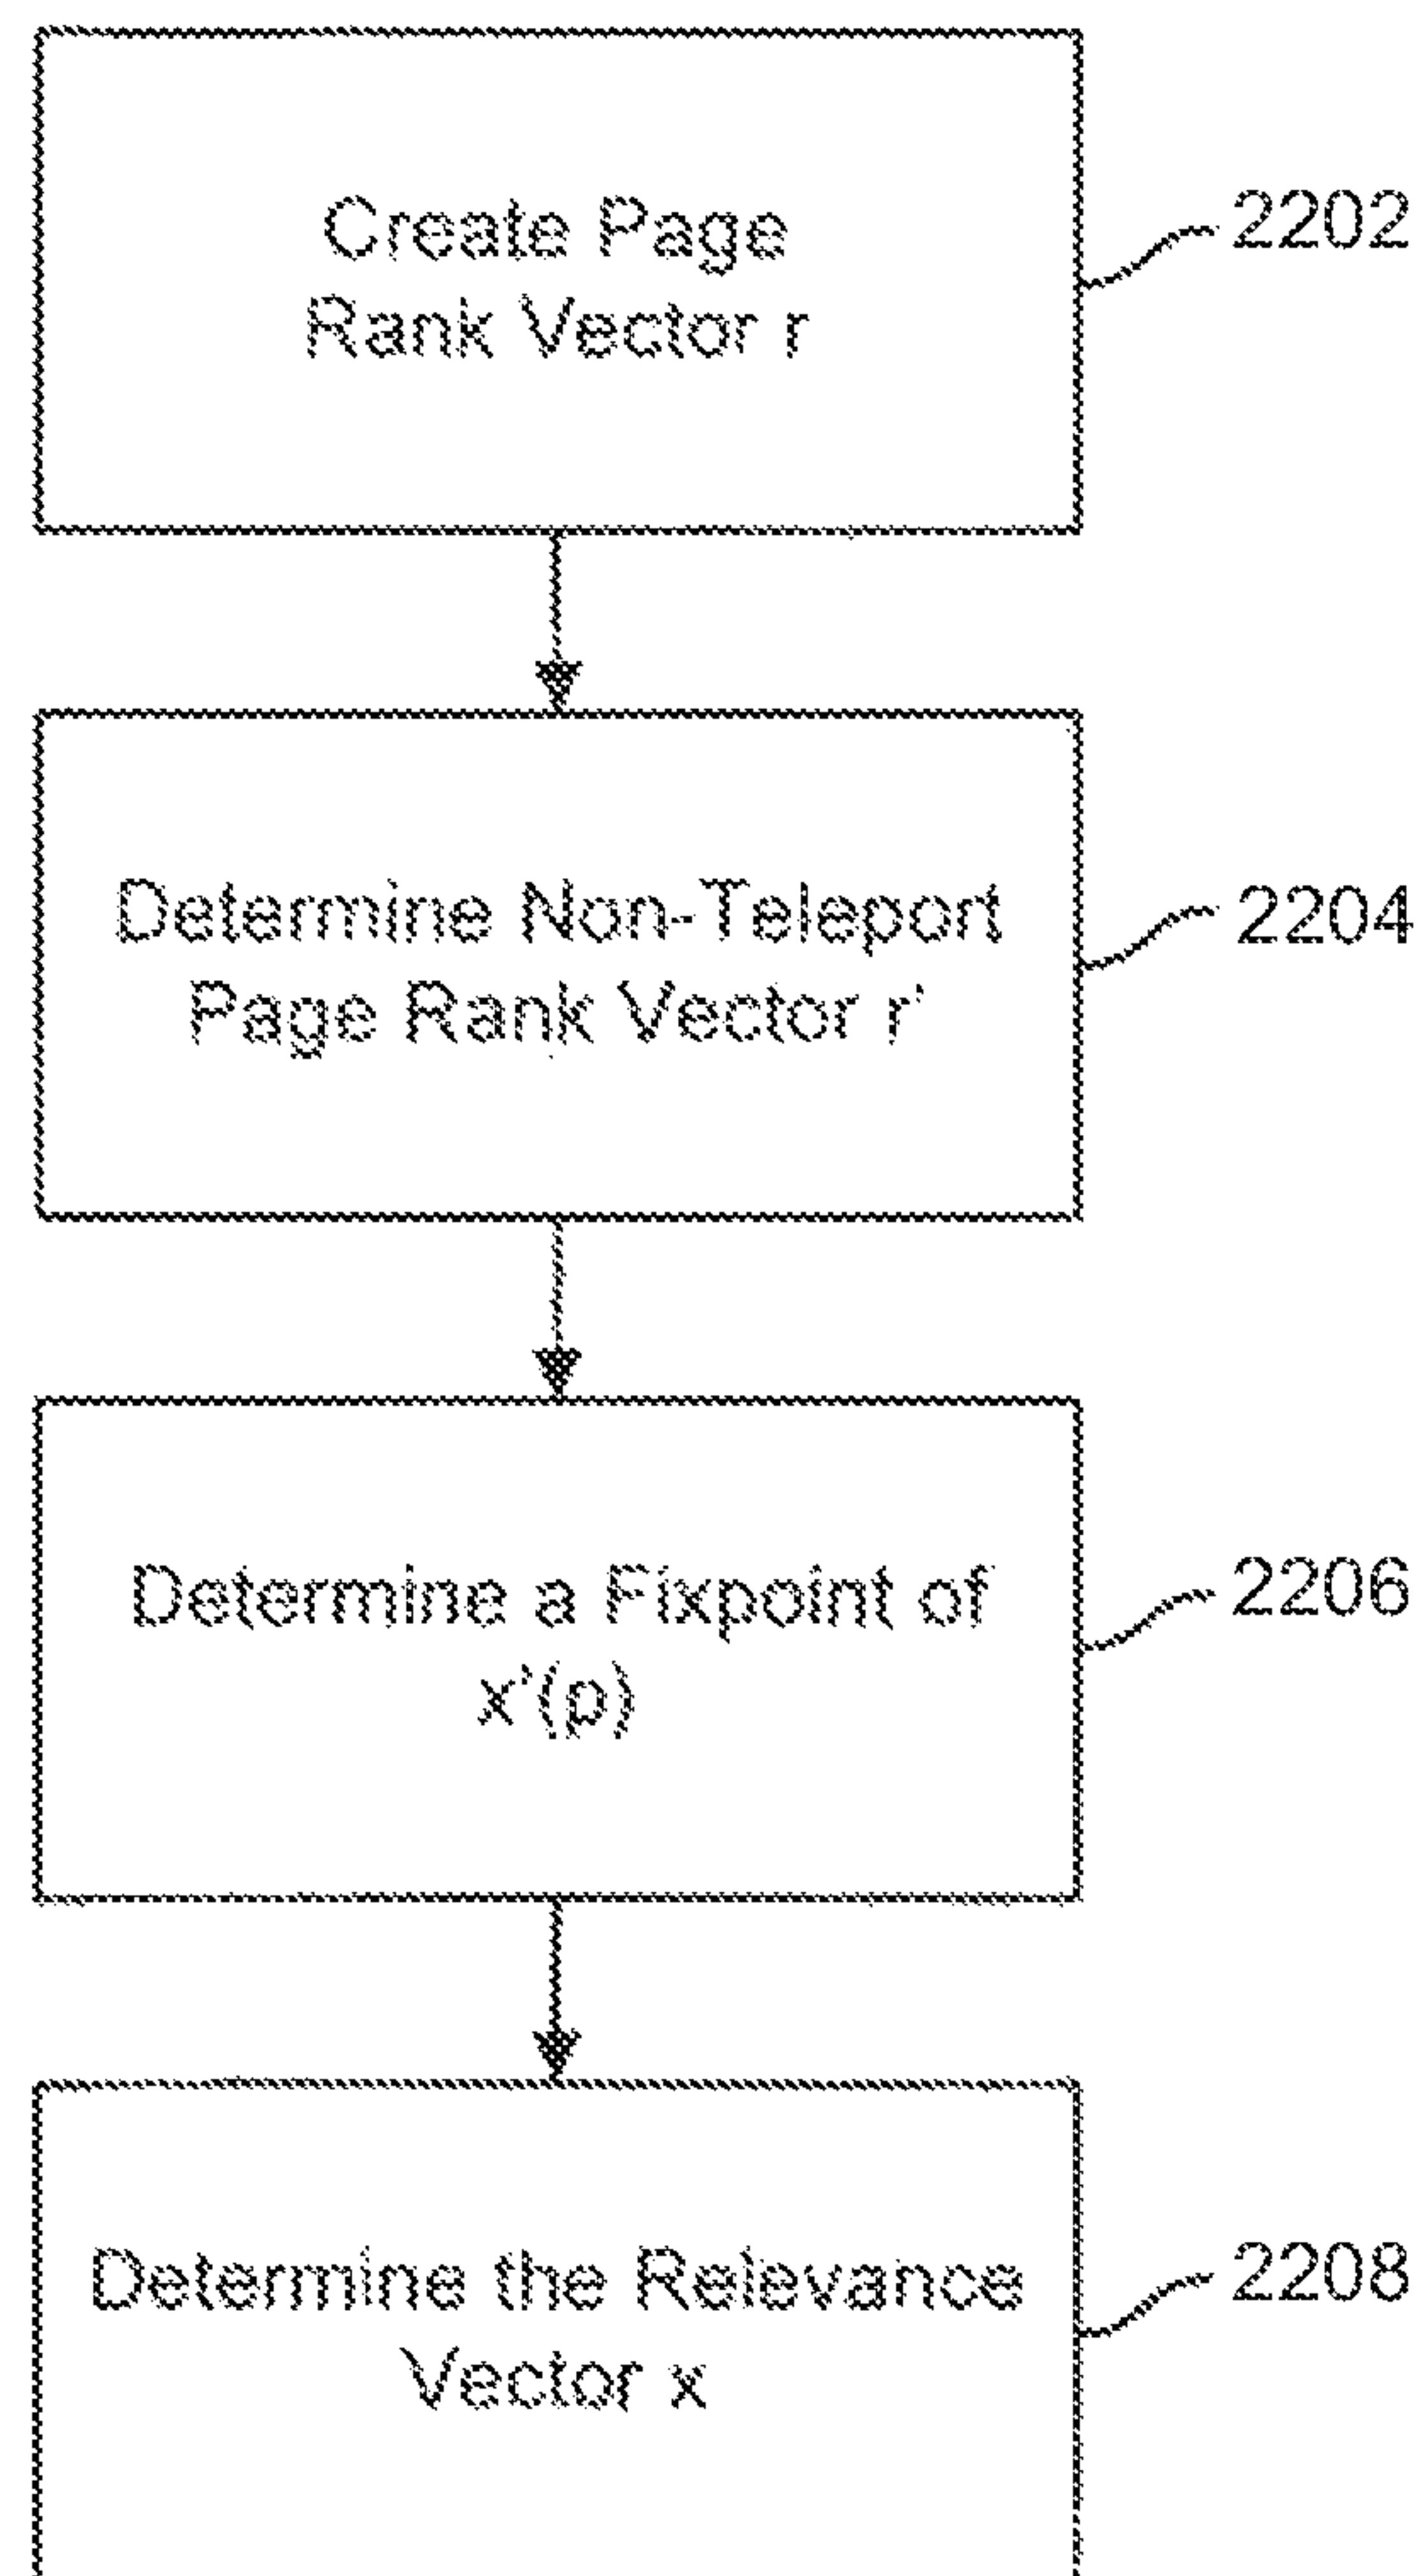 Create Page
Rank Vector r
2202
Determine Non-Teleport
Page Rank Vector r'
2204
Determine a Fixpoint of
x'(p)
2206
Determine the Relevance
Vector x
2208